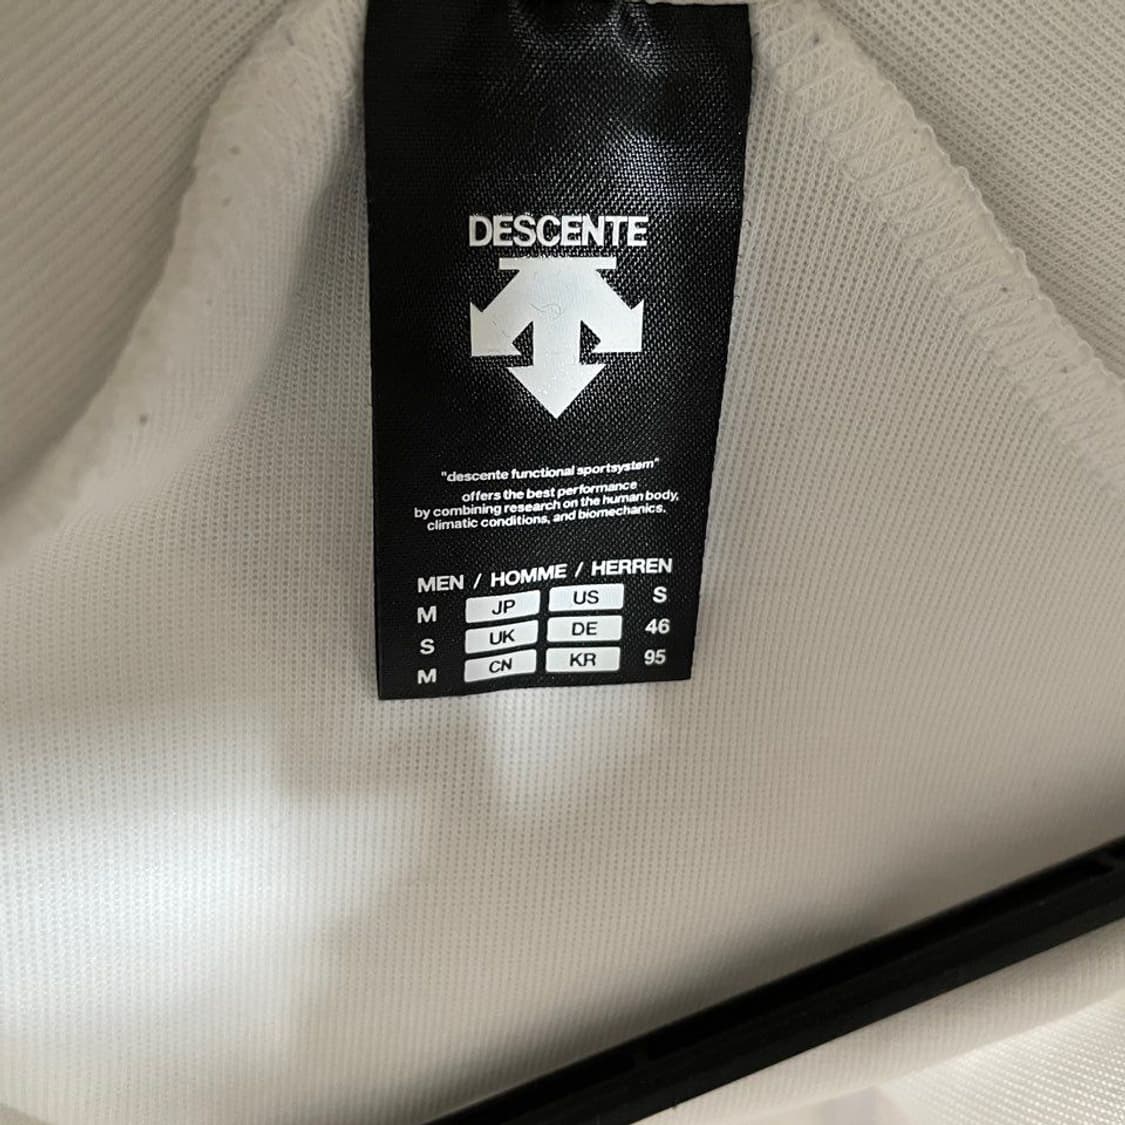 DESCENTE
"descente functional sportsystem"
offers the best performance
by combining research on the human body,
climatic conditions, and biomechanics.
MEN / HOMME / HERREN
M JP US S
S UK DE 46
M CN KR 95